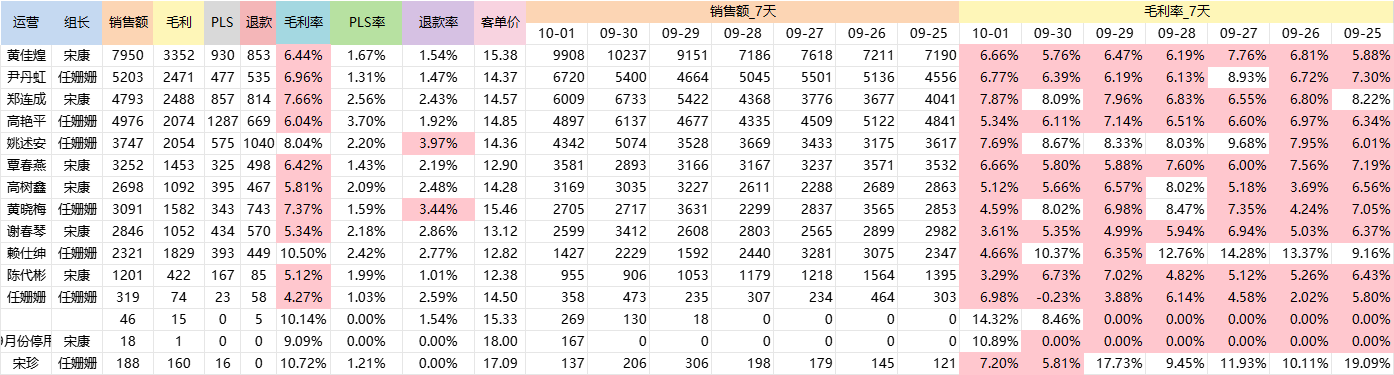 运营 组长 销售额 毛利 PLS 退款 毛利率 PLS率 退款率 客单价 销售额_7天 毛利率_7天
10-01 09-30 09-29 09-28 09-27 09-26 09-25 10-01 09-30 09-29 09-28 09-27 09-26 09-25
黄佳煌 宋康 7950 3352 930 853 6.44% 1.67% 1.54% 15.38 9908 10237 9151 7186 7618 7211 7190 6.66% 5.76% 6.47% 6.19% 7.76% 6.81% 5.88%
尹丹虹 任姗姗 5203 2471 477 535 6.96% 1.31% 1.47% 14.37 6720 5400 4664 5045 5501 5136 4556 6.77% 6.39% 6.19% 6.13% 8.93% 6.72% 7.30%
郑连成 宋康 4793 2488 857 814 7.66% 2.56% 2.43% 14.57 6009 6733 5422 4368 3776 3677 4041 7.87% 8.09% 7.96% 6.83% 6.55% 6.80% 8.22%
高艳平 任姗姗 4976 2074 1287 669 6.04% 3.70% 1.92% 14.85 4897 6137 4677 4335 4509 5122 4841 5.34% 6.11% 7.14% 6.51% 6.60% 6.97% 6.34%
姚述安 任姗姗 3747 2054 575 1040 8.04% 2.20% 3.97% 14.36 4342 5074 3528 3669 3433 3175 3617 7.69% 8.67% 8.33% 8.03% 9.68% 7.95% 6.01%
覃春燕 宋康 3252 1453 325 498 6.42% 1.43% 2.19% 12.90 3581 2893 3166 3167 3237 3571 3532 6.66% 5.80% 5.88% 7.60% 6.00% 7.56% 7.19%
高树鑫 宋康 2698 1092 395 467 5.81% 2.09% 2.48% 14.28 3169 3035 3227 2611 2288 2689 2863 5.12% 5.66% 6.57% 8.02% 5.18% 3.69% 6.56%
黄晓梅 任姗姗 3091 1582 343 743 7.37% 1.59% 3.44% 15.46 2705 2717 3631 2299 2837 3565 2853 4.59% 8.02% 6.98% 8.47% 7.35% 4.24% 7.05%
谢春琴 宋康 2846 1052 434 570 5.34% 2.18% 2.86% 13.12 2599 3412 2608 2803 2565 2899 2982 3.61% 5.35% 4.99% 5.94% 6.94% 5.03% 6.37%
赖仕绅 任姗姗 2321 1829 393 449 10.50% 2.42% 2.77% 12.82 1427 2229 1592 2440 3281 3075 2347 4.66% 10.37% 6.35% 12.76% 14.28% 13.37% 9.16%
陈代彬 宋康 1201 422 167 85 5.12% 1.99% 1.01% 12.38 955 906 1053 1179 1218 1564 1395 3.29% 6.73% 7.02% 4.82% 5.12% 5.26% 6.43%
任姗姗 任姗姗 319 74 23 58 4.27% 1.03% 2.59% 14.50 358 473 235 307 234 464 303 6.98% -0.23% 3.88% 6.14% 4.58% 2.02% 5.80%
46 15 0 5 10.14% 0.00% 1.54% 15.33 269 130 18 0 0 0 0 14.32% 8.46% 0.00% 0.00% 0.00% 0.00% 0.00%
9月份停用 宋康 18 1 0 0 9.09% 0.00% 0.00% 18.00 167 0 0 0 0 0 0 10.89% 0.00% 0.00% 0.00% 0.00% 0.00% 0.00%
宋珍 任姗姗 188 160 16 0 10.72% 1.21% 0.00% 17.09 137 206 306 198 179 145 121 7.20% 5.81% 17.73% 9.45% 11.93% 10.11% 19.09%